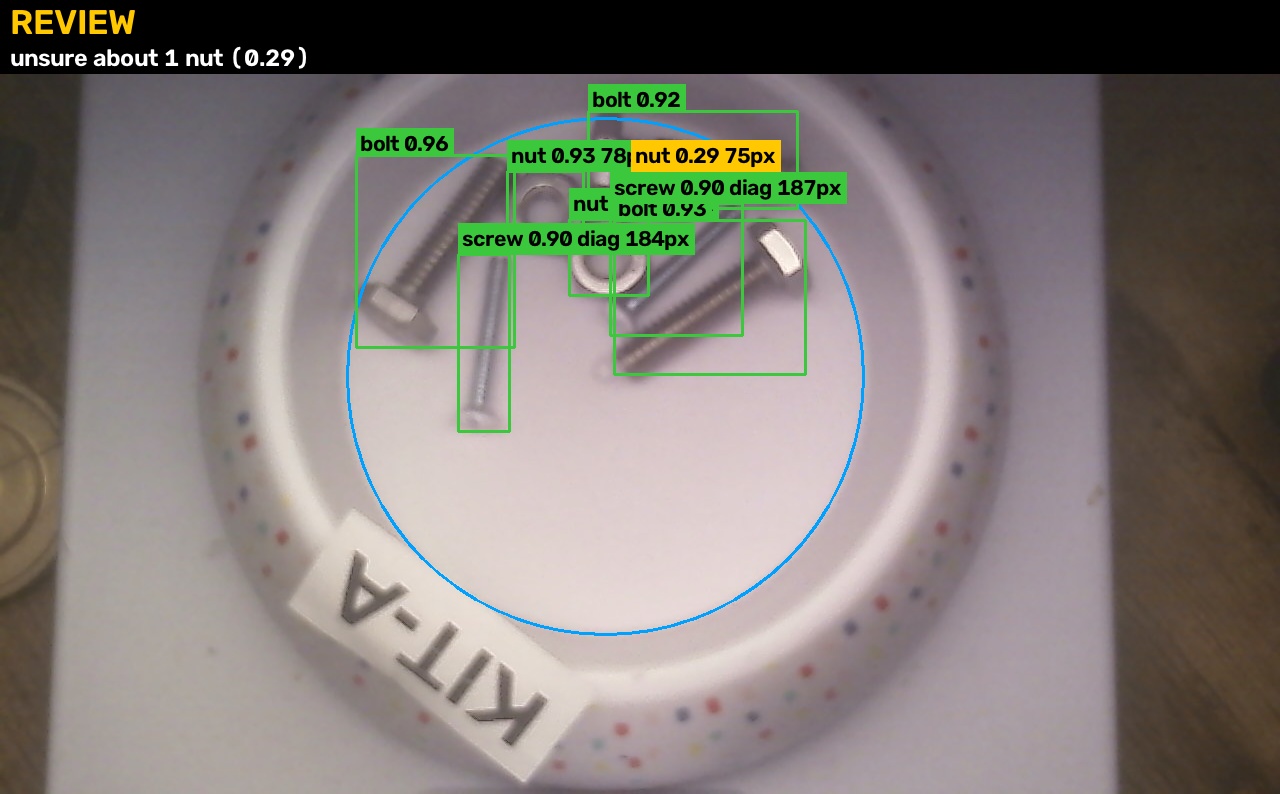 REVIEW
unsure about 1 nut (0.29)
bolt 0.92
bolt 0.96
nut 0.93 78
nut 0.29 75px
screw 0.90 diag 187px
nut
bolt 0.93
screw 0.90 diag 184px
KIT-A